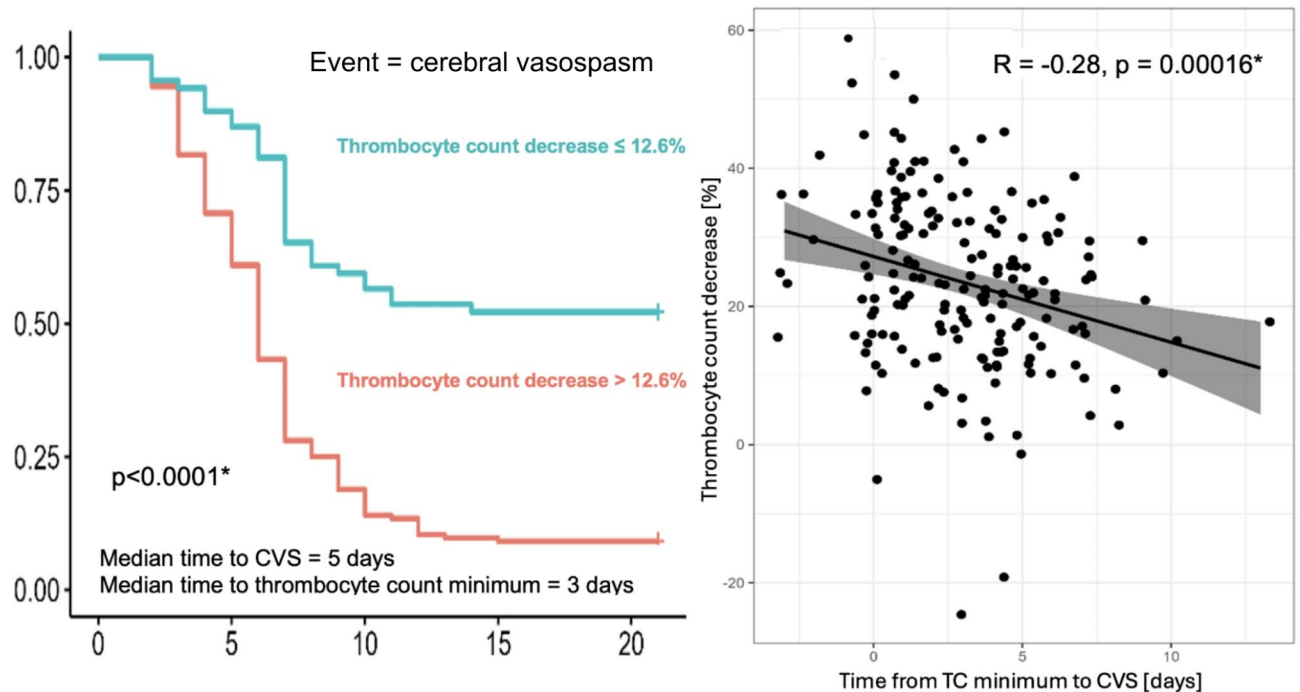 1.00
0.75
0.50
0.25
0.00
Event = cerebral vasospasm
Thrombocyte count decrease ≤ 12.6%
Thrombocyte count decrease > 12.6%
p<0.0001*
Median time to CVS = 5 days
Median time to thrombocyte count minimum = 3 days
0 5 10 15 20
Thrombocyte count decrease [%]
60
40
20
0
-20
R = -0.28, p = 0.00016*
0 5 10
Time from TC minimum to CVS [days]